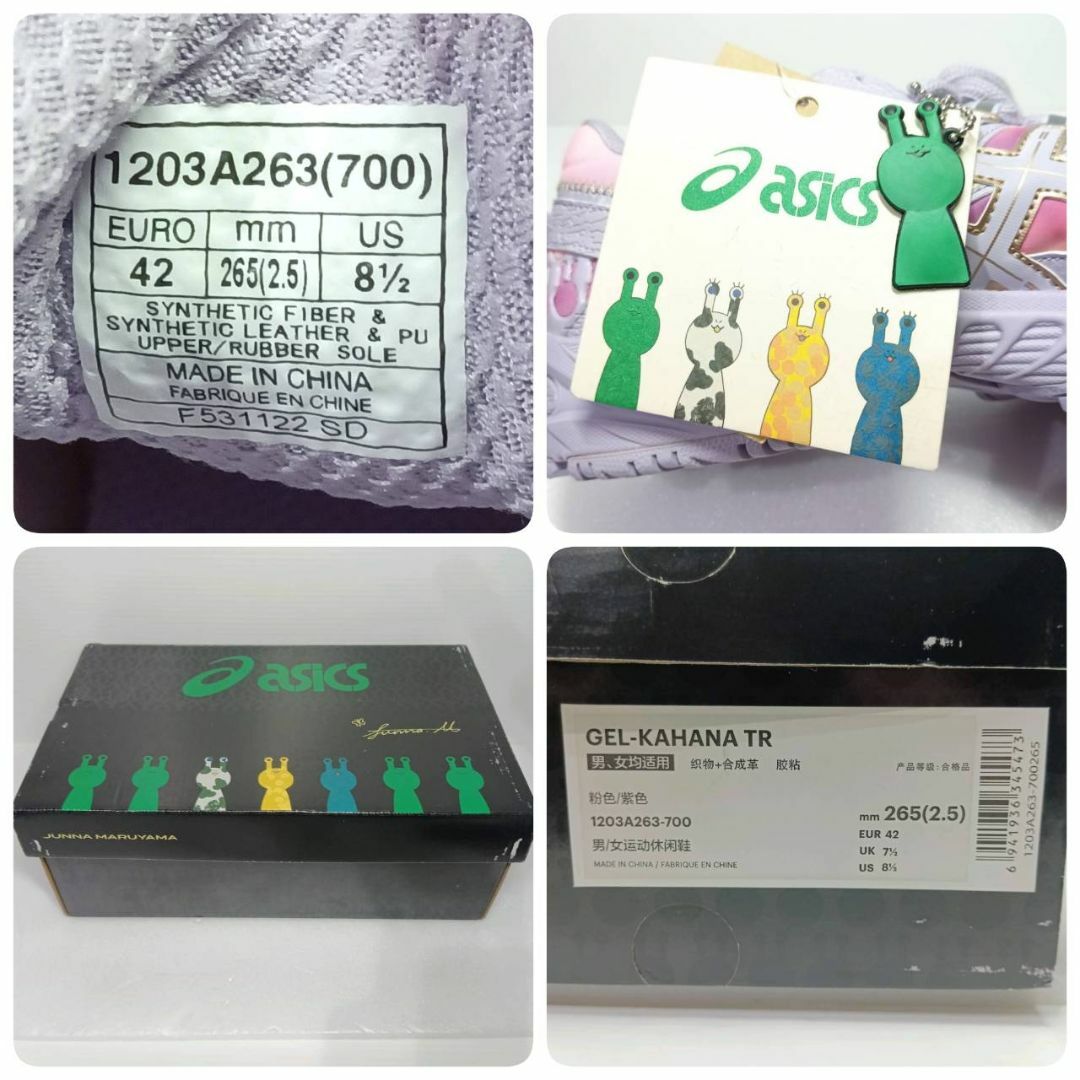 1203A263(700)
EURO mm US
42 265(2.5) 8½
SYNTHETIC FIBER &
SYNTHETIC LEATHER & PU
UPPER/RUBBER SOLE
MADE IN CHINA
FABRIQUE EN CHINE
F531122 SD
asics
asics
JUNNA MARUYAMA
GEL-KAHANA TR
男、女均适用 织物+合成革 胶粘 产品等级:合格品
粉色/紫色
1203A263-700
男/女运动休闲鞋
MADE IN CHINA / FABRIQUE EN CHINE
mm 265(2.5)
EUR 42
UK 7½
US 8½
6 941936 345473
1203A263-700265